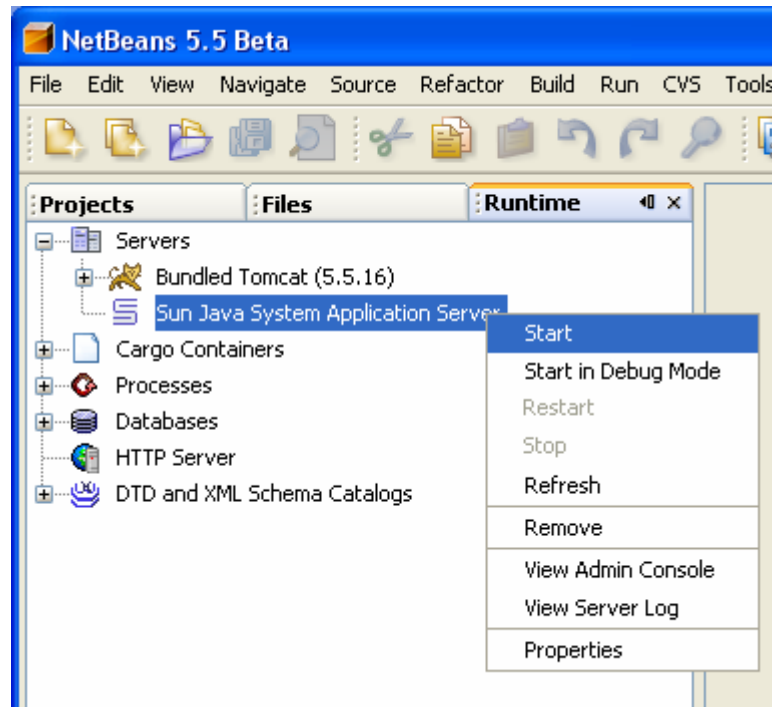 NetBeans 5.5 Beta
File Edit View Navigate Source Refactor Build Run CVS Tools
Projects Files Runtime
Servers
Bundled Tomcat (5.5.16)
Sun Java System Application Server
Cargo Containers
Processes
Databases
HTTP Server
DTD and XML Schema Catalogs
Start
Start in Debug Mode
Restart
Stop
Refresh
Remove
View Admin Console
View Server Log
Properties